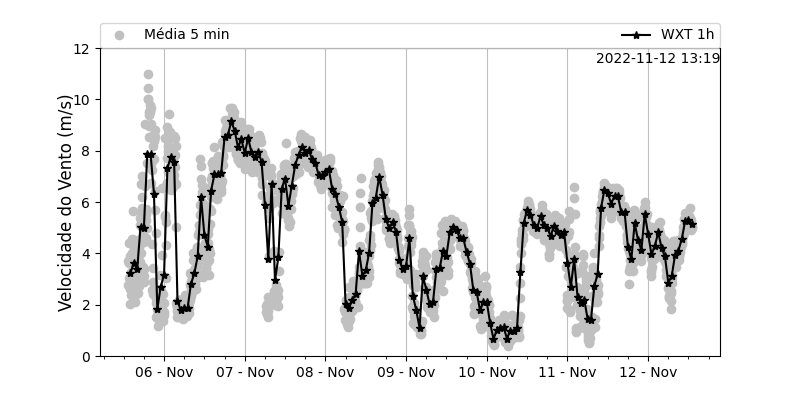 Média 5 min
WXT 1h
2022-11-12 13:19
Velocidade do Vento (m/s)
12
10
8
6
4
2
0
06 - Nov 07 - Nov 08 - Nov 09 - Nov 10 - Nov 11 - Nov 12 - Nov